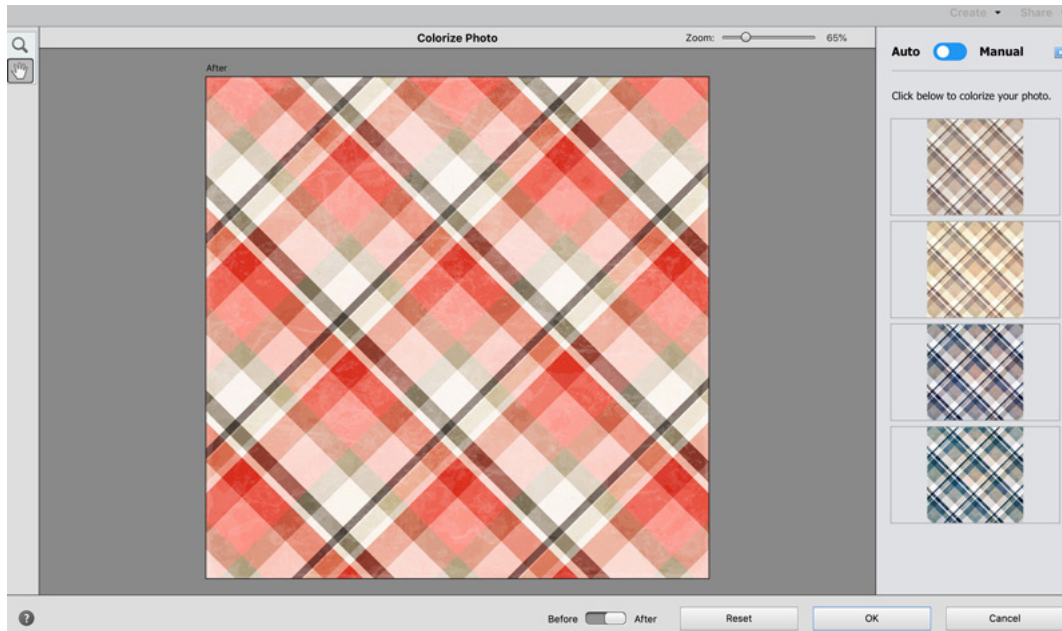 Create Share
Colorize Photo Zoom: 65%
Auto Manual
After
Click below to colorize your photo.
? Before After Reset OK Cancel